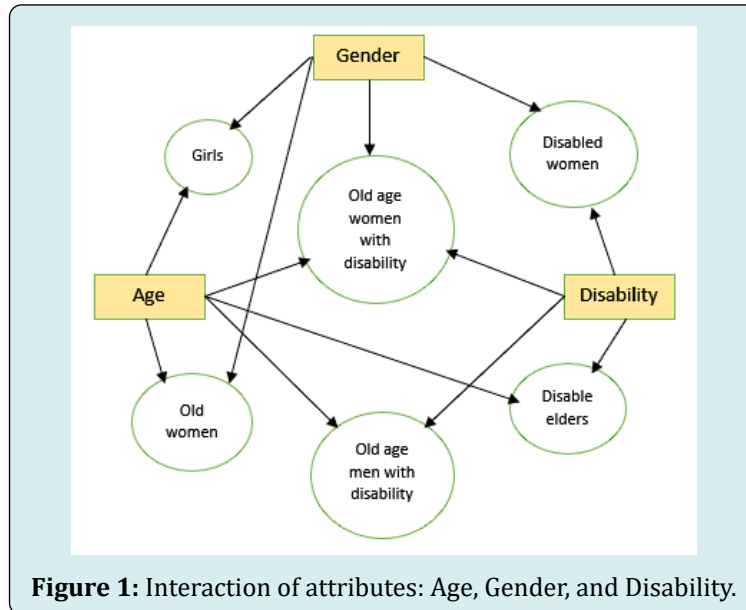 Gender
Girls
Disabled
women
Old age
women
with
disability
Age
Disability
Old
women
Disable
elders
Old age
men with
disability
Figure 1: Interaction of attributes: Age, Gender, and Disability.